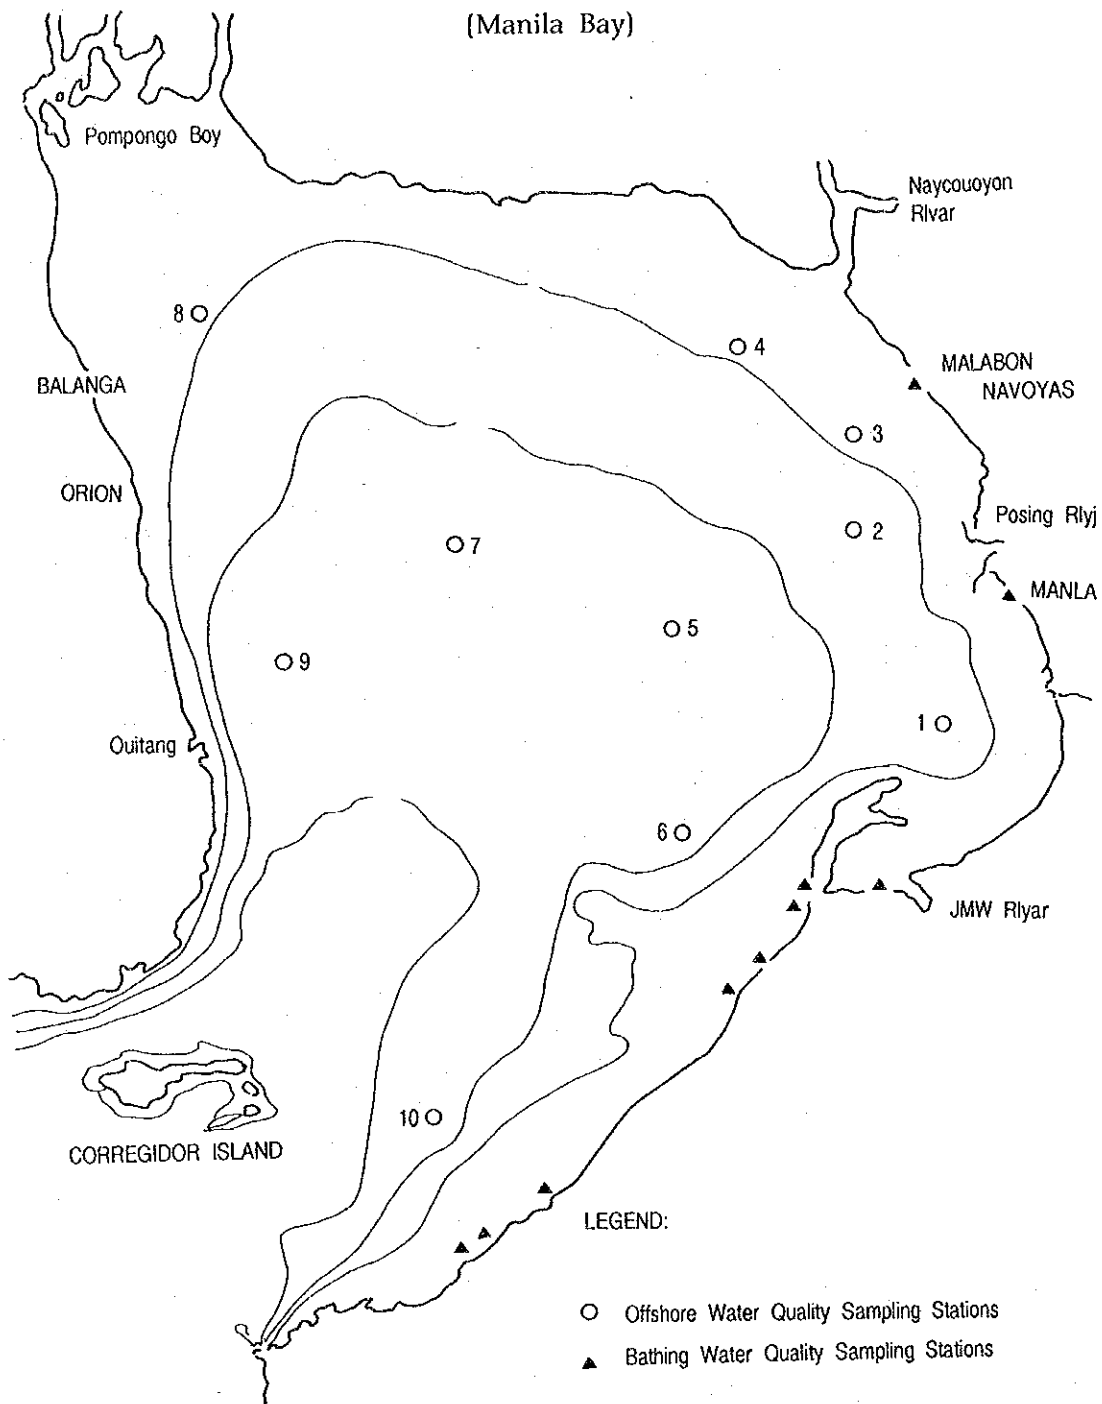 (Manila Bay)
Pompongo Boy
Naycouoyon
Rlvar
8
4
MALABON
NAVOYAS
BALANGA
3
ORION
Posing Rlyj
2
7
MANLA
5
9
1
Ouitang
6
JMW Rlyar
10
CORREGIDOR ISLAND
LEGEND:
Offshore Water Quality Sampling Stations
Bathing Water Quality Sampling Stations